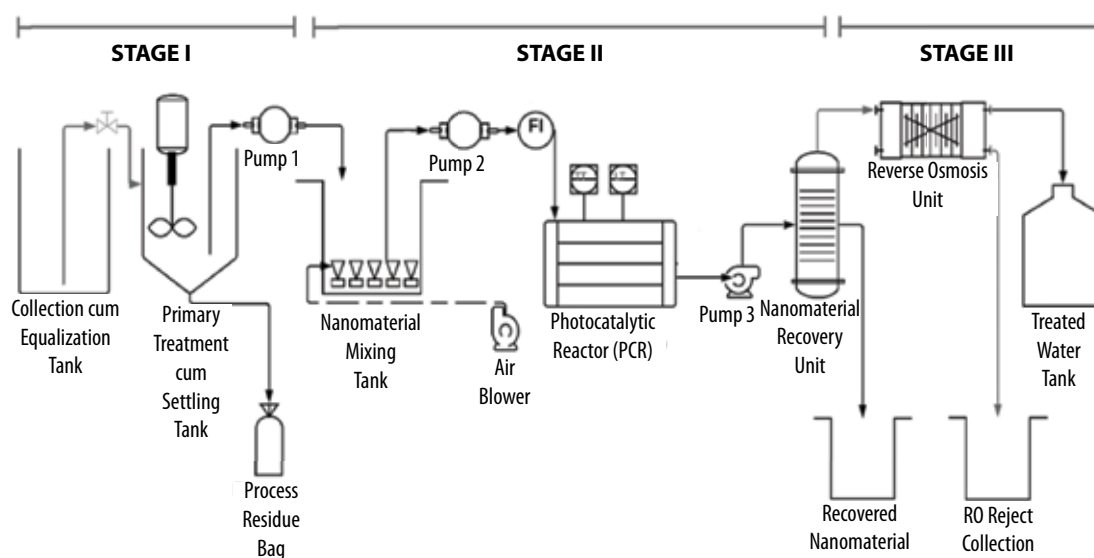 STAGE I
STAGE II
STAGE III
Pump 1
Pump 2
FI
Reverse Osmosis
Unit
Collection cum
Equalization
Tank
Primary
Treatment
cum
Settling
Tank
Nanomaterial
Mixing
Tank
Air
Blower
Photocatalytic
Reactor (PCR)
Pump 3
Nanomaterial
Recovery
Unit
Treated
Water
Tank
Process
Residue
Bag
Recovered
Nanomaterial
RO Reject
Collection